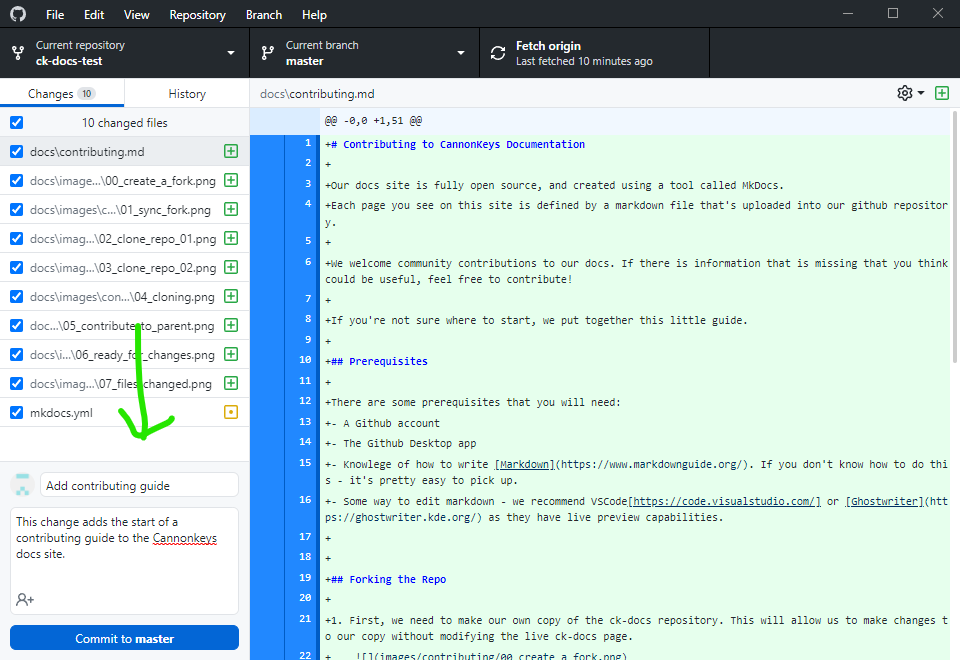 File Edit View Repository Branch Help
Current repository
ck-docs-test
Current branch
master
Fetch origin
Last fetched 10 minutes ago
Changes 10 History
10 changed files
docs\contributing.md
docs\image...\00_create_a_fork.png
docs\images\c...\01_sync_fork.png
docs\imag...\02_clone_repo_01.png
docs\imag...\03_clone_repo_02.png
docs\images\con...\04_cloning.png
doc...\05_contribute_to_parent.png
docs\i...\06_ready_for_changes.png
docs\imag...\07_files_changed.png
mkdocs.yml
Add contributing guide
This change adds the start of a
contributing guide to the Cannonkeys
docs site.
Commit to master
docs\contributing.md
@@ -0,0 +1,51 @@
1 +# Contributing to CannonKeys Documentation
2 +
3 +Our docs site is fully open source, and created using a tool called MkDocs.
4 +Each page you see on this site is defined by a markdown file that's uploaded into our github repositor
y.
5 +
6 +We welcome community contributions to our docs. If there is information that is missing that you think
could be useful, feel free to contribute!
7 +
8 +If you're not sure where to start, we put together this little guide.
9 +
10 +## Prerequisites
11 +
12 +There are some prerequisites that you will need:
13 +- A Github account
14 +- The Github Desktop app
15 +- Knowlege of how to write [Markdown](https://www.markdownguide.org/). If you don't know how to do thi
s - it's pretty easy to pick up.
16 +- Some way to edit markdown - we recommend VSCode[https://code.visualstudio.com/] or [Ghostwriter](htt
ps://ghostwriter.kde.org/) as they have live preview capabilities.
17 +
18 +
19 +## Forking the Repo
20 +
21 +1. First, we need to make our own copy of the ck-docs repository. This will allow us to make changes t
o our copy without modifying the live ck-docs page.
22 + ![](images/contributing/00_create_a_fork.png)